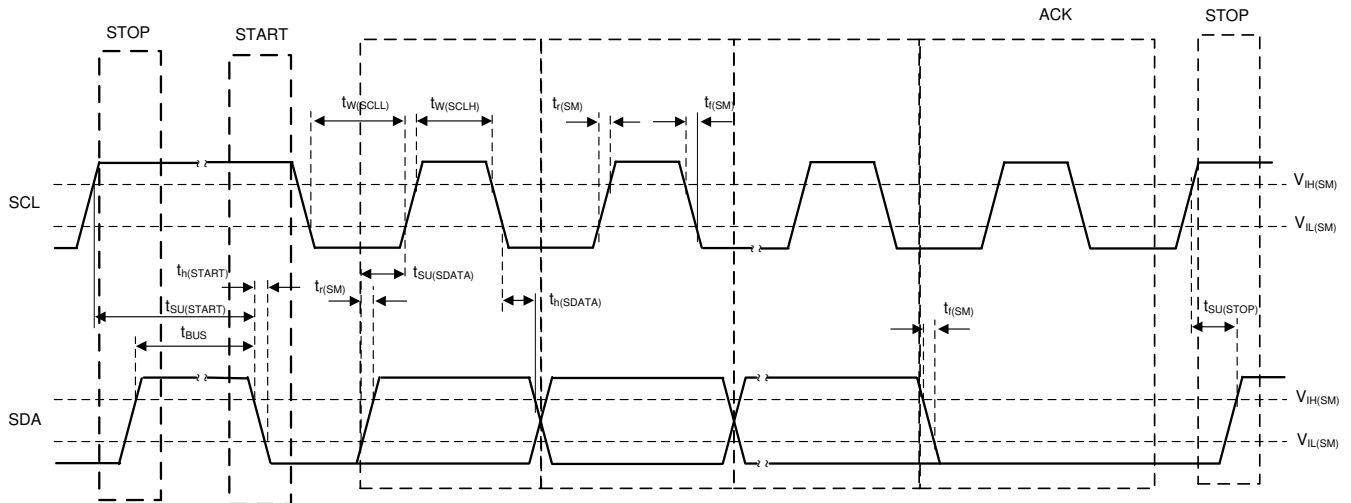 STOP
START
ACK
STOP
tW(SCLL)
tW(SCLH)
tr(SM)
tf(SM)
SCL
VIH(SM)
VIL(SM)
th(START)
tr(SM)
tSU(SDATA)
th(SDATA)
tSU(START)
tBUS
tf(SM)
tSU(STOP)
SDA
VIH(SM)
VIL(SM)